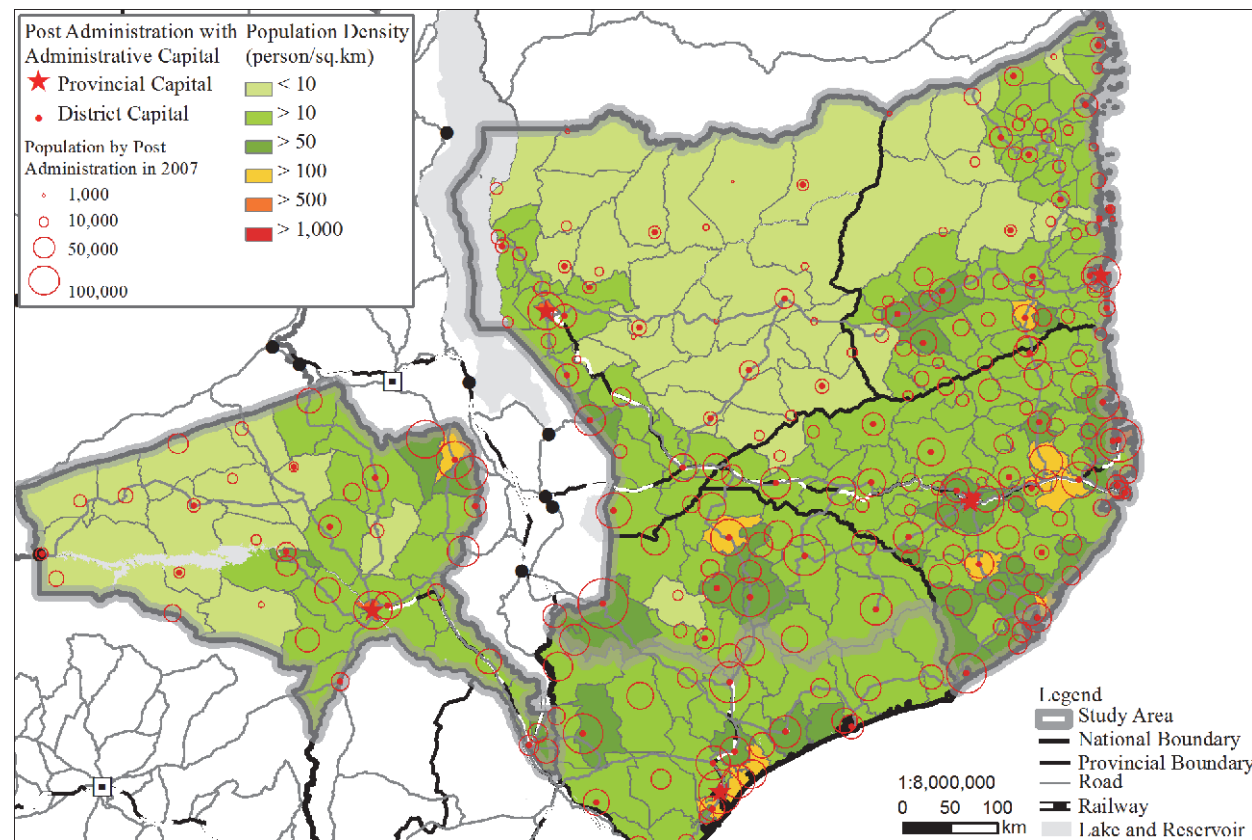 Post Administration with
Administrative Capital
Provincial Capital
District Capital
Population by Post
Administration in 2007
1,000
10,000
50,000
100,000
Population Density
(person/sq.km)
< 10
> 10
> 50
> 100
> 500
> 1,000
Legend
Study Area
National Boundary
Provincial Boundary
Road
Railway
Lake and Reservoir
1:8,000,000
0 50 100
km